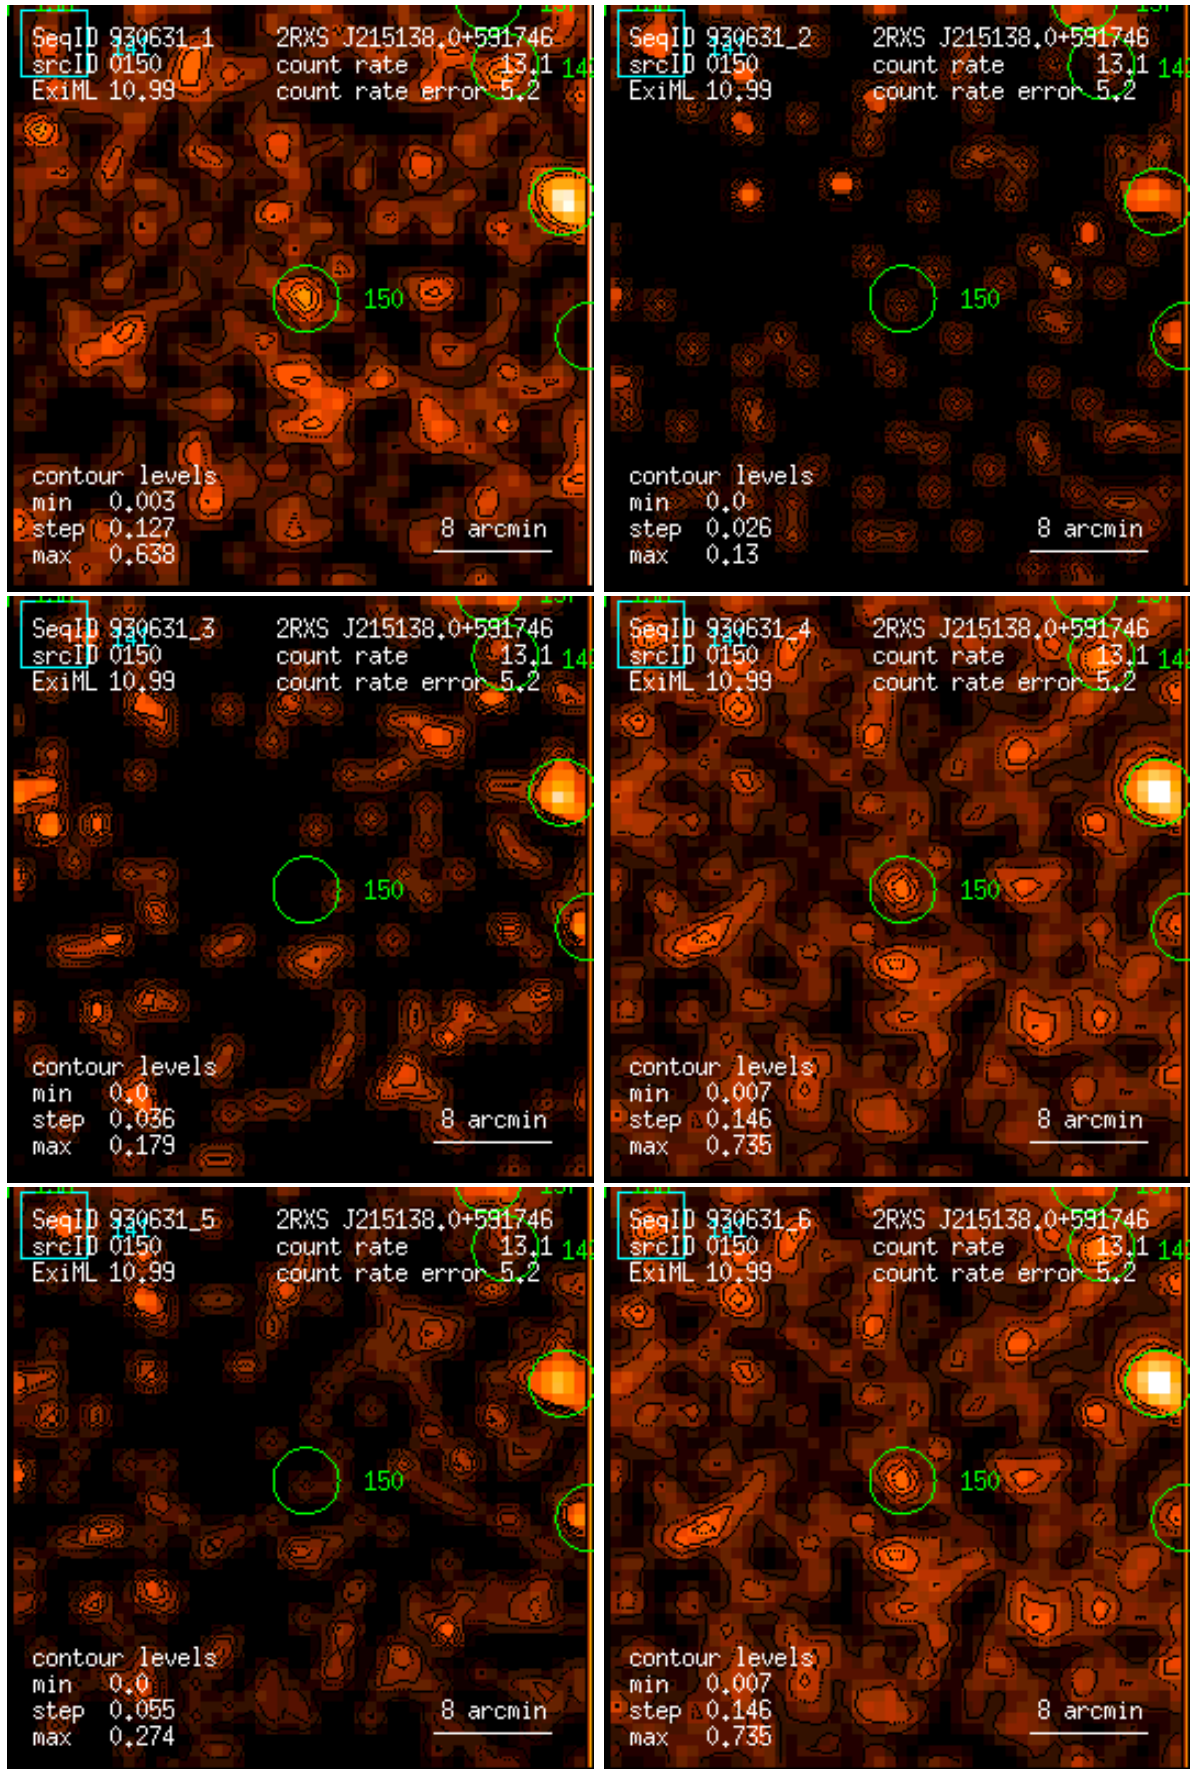 SeqID 930631_1 2RXS J215138.0+591746
srcID 0150 count rate 13.1
ExiML 10.99 count rate error 5.2
141
150
contour levels
min 0.003
step 0.127
max 0.638
8 arcmin
SeqID 930631_2 2RXS J215138.0+591746
srcID 0150 count rate 13.1
ExiML 10.99 count rate error 5.2
141
150
contour levels
min 0.0
step 0.026
max 0.13
8 arcmin
SeqID 930631_3 2RXS J215138.0+591746
srcID 0150 count rate 13.1
ExiML 10.99 count rate error 5.2
141
150
contour levels
min 0.0
step 0.036
max 0.179
8 arcmin
SeqID 930631_4 2RXS J215138.0+591746
srcID 0150 count rate 13.1
ExiML 10.99 count rate error 5.2
141
150
contour levels
min 0.007
step 0.146
max 0.735
8 arcmin
SeqID 930631_5 2RXS J215138.0+591746
srcID 0150 count rate 13.1
ExiML 10.99 count rate error 5.2
141
150
contour levels
min 0.0
step 0.055
max 0.274
8 arcmin
SeqID 930631_6 2RXS J215138.0+591746
srcID 0150 count rate 13.1
ExiML 10.99 count rate error 5.2
141
150
contour levels
min 0.007
step 0.146
max 0.735
8 arcmin